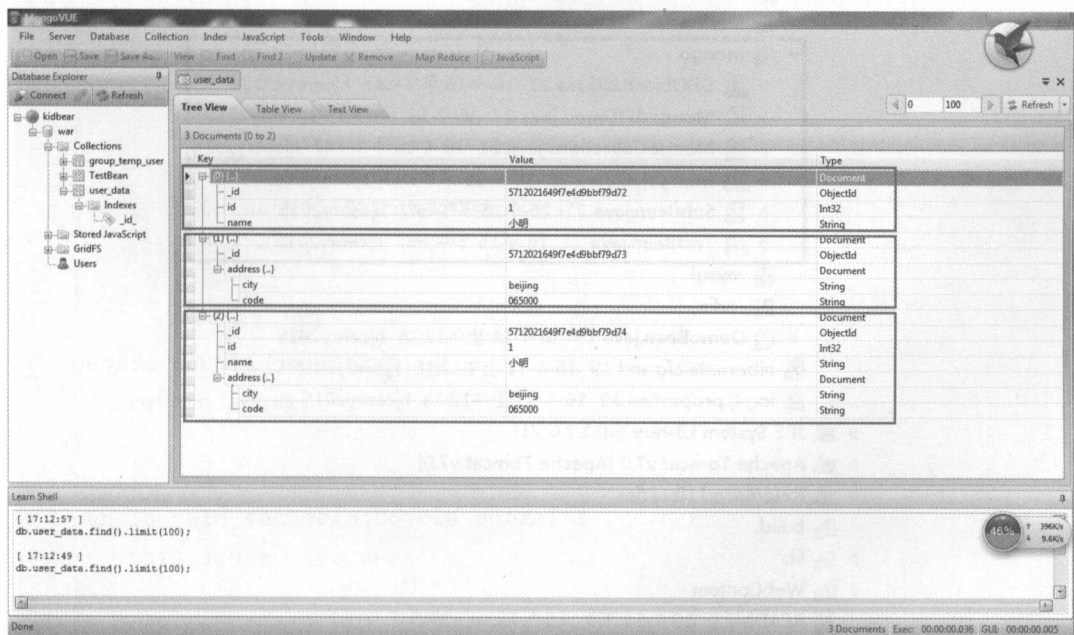 MongoVUE
File Server Database Collection Index JavaScript Tools Window Help
Open Save Save As... View Find Find 2 Update Remove Map Reduce JavaScript
Database Explorer
Connect Refresh
kidbear
war
Collections
group_temp_user
TestBean
user_data
Indexes
_id_
Stored JavaScript
GridFS
Users
user_data
Tree View Table View Text View
0 100 Refresh
3 Documents (0 to 2)
Key Value Type
(0) {..} Document
_id 5712021649f7e4d9bbf79d72 ObjectId
id 1 Int32
name 小明 String
(1) {..} Document
_id 5712021649f7e4d9bbf79d73 ObjectId
address {..} Document
city beijing String
code 065000 String
(2) {..} Document
_id 5712021649f7e4d9bbf79d74 ObjectId
id 1 Int32
name 小明 String
address {..} Document
city beijing String
code 065000 String
Learn Shell
[ 17:12:57 ]
db.user_data.find().limit(100);
[ 17:12:49 ]
db.user_data.find().limit(100);
46% 396K/s
9.6K/s
Done 3 Documents Exec: 00:00:00.036 GUI: 00:00:00.005